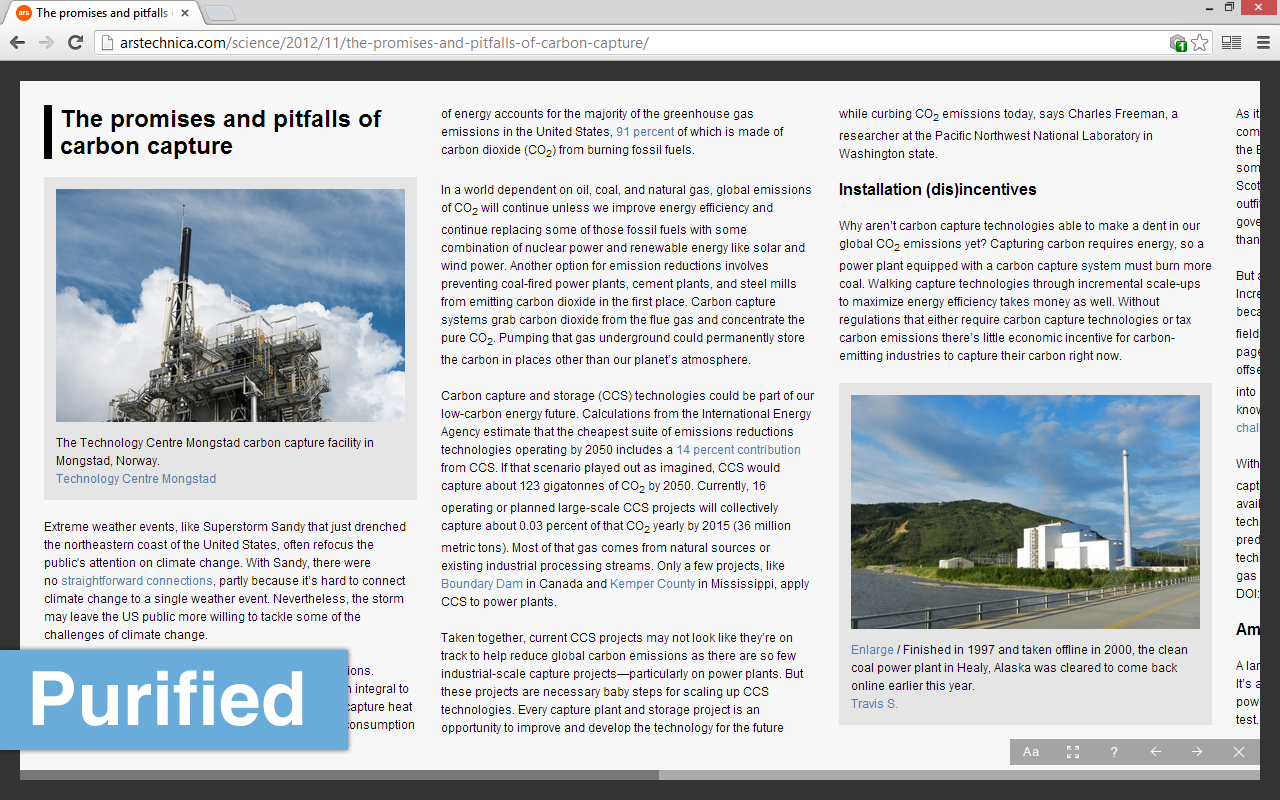 ars
The promises and pitfalls
arstechnica.com/science/2012/11/the-promises-and-pitfalls-of-carbon-capture/
1
The promises and pitfalls of
carbon capture
The Technology Centre Mongstad carbon capture facility in
Mongstad, Norway.
Technology Centre Mongstad
Extreme weather events, like Superstorm Sandy that just drenched
the northeastern coast of the United States, often refocus the
public's attention on climate change. With Sandy, there were
no straightforward connections, partly because it's hard to connect
climate change to a single weather event. Nevertheless, the storm
may leave the US public more willing to tackle some of the
challenges of climate change.
ions.
integral to
capture heat
consumption
Purified
of energy accounts for the majority of the greenhouse gas
emissions in the United States, 91 percent of which is made of
carbon dioxide (CO2) from burning fossil fuels.
In a world dependent on oil, coal, and natural gas, global emissions
of CO2 will continue unless we improve energy efficiency and
continue replacing some of those fossil fuels with some
combination of nuclear power and renewable energy like solar and
wind power. Another option for emission reductions involves
preventing coal-fired power plants, cement plants, and steel mills
from emitting carbon dioxide in the first place. Carbon capture
systems grab carbon dioxide from the flue gas and concentrate the
pure CO2. Pumping that gas underground could permanently store
the carbon in places other than our planet's atmosphere.
Carbon capture and storage (CCS) technologies could be part of our
low-carbon energy future. Calculations from the International Energy
Agency estimate that the cheapest suite of emissions reductions
technologies operating by 2050 includes a 14 percent contribution
from CCS. If that scenario played out as imagined, CCS would
capture about 123 gigatonnes of CO2 by 2050. Currently, 16
operating or planned large-scale CCS projects will collectively
capture about 0.03 percent of that CO2 yearly by 2015 (36 million
metric tons). Most of that gas comes from natural sources or
existing industrial processing streams. Only a few projects, like
Boundary Dam in Canada and Kemper County in Mississippi, apply
CCS to power plants.
Taken together, current CCS projects may not look like they're on
track to help reduce global carbon emissions as there are so few
industrial-scale capture projects—particularly on power plants. But
these projects are necessary baby steps for scaling up CCS
technologies. Every capture plant and storage project is an
opportunity to improve and develop the technology for the future
while curbing CO2 emissions today, says Charles Freeman, a
researcher at the Pacific Northwest National Laboratory in
Washington state.
Installation (dis)incentives
Why aren't carbon capture technologies able to make a dent in our
global CO2 emissions yet? Capturing carbon requires energy, so a
power plant equipped with a carbon capture system must burn more
coal. Walking capture technologies through incremental scale-ups
to maximize energy efficiency takes money as well. Without
regulations that either require carbon capture technologies or tax
carbon emissions there's little economic incentive for carbon-
emitting industries to capture their carbon right now.
Enlarge / Finished in 1997 and taken offline in 2000, the clean
coal power plant in Healy, Alaska was cleared to come back
online earlier this year.
Travis S.
As it
com
the E
som
Scot
outfi
gove
than
But a
Incre
beca
field
page
offse
into
know
chal
With
capt
avail
tech
pred
tech
gas
DOI:
Am
A lar
It's a
pow
test.
Aa
?